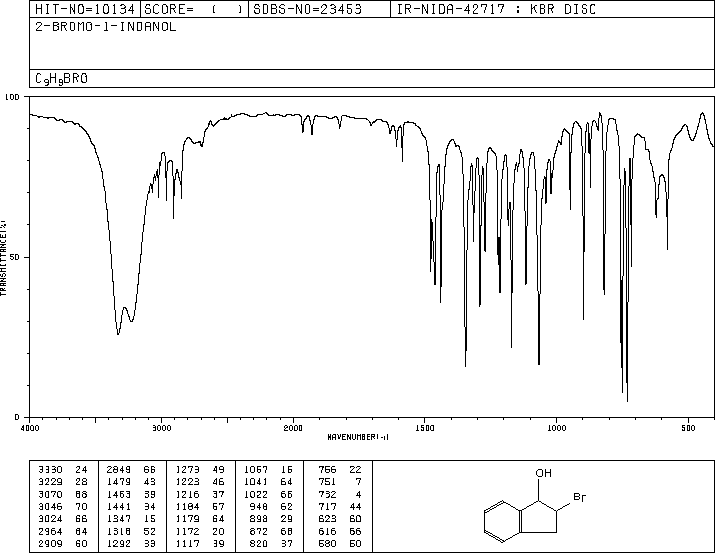 HIT-NO=10134 SCORE= ( ) SDBS-NO=23453 IR-NIDA-42717 : KBR DISC
2-BROMO-1-INDANOL
C9H9BRO
100
50
0
TRANSMITTANCE(%)
4000 3000 2000 1500 1000 500
WAVENUMBER(-1)
3330 24 2849 66 1273 49 1067 16 756 22
3229 28 1479 43 1223 46 1041 64 751 7
3070 68 1463 39 1216 37 1022 66 732 4
3046 70 1441 34 1184 57 948 62 717 44
3024 66 1347 15 1179 64 898 29 623 60
2964 64 1318 52 1172 20 872 68 616 66
2909 60 1292 33 1117 39 820 37 580 50
OH
Br